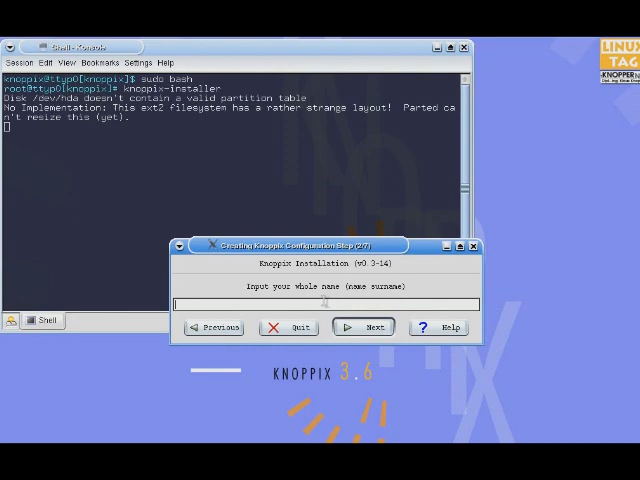 Shell - Konsole
Session Edit View Bookmarks Settings Help
knoppix@ttyp0[knoppix]$ sudo bash
root@ttyp0[knoppix]# knoppix-installer
Disk /dev/hda doesn't contain a valid partition table
No Implementation: This ext2 filesystem has a rather strange layout!  Parted ca
n't resize this (yet).
Shell
LINUX
TAG
KNOPPER
Creating Knoppix Configuration Step (2/7)
Knoppix Installation (v0.3-14)
Input your whole name (name surname)
Previous Quit Next Help
KNOPPIX 3.6